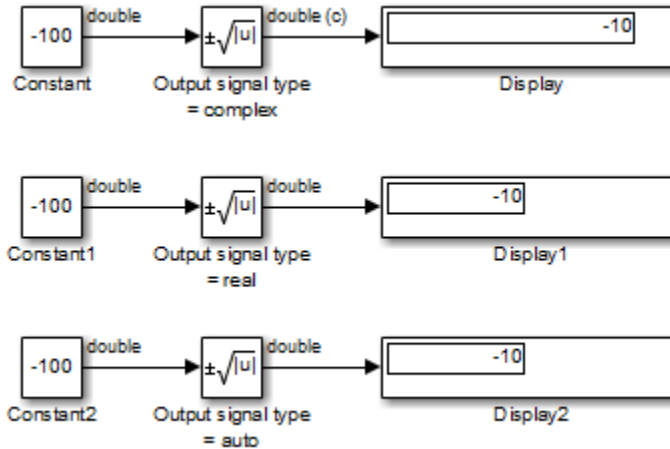 -100 double ±√|u| double (c) -10
Constant Output signal type = complex Display
-100 double ±√|u| double -10
Constant1 Output signal type = real Display1
-100 double ±√|u| double -10
Constant2 Output signal type = auto Display2